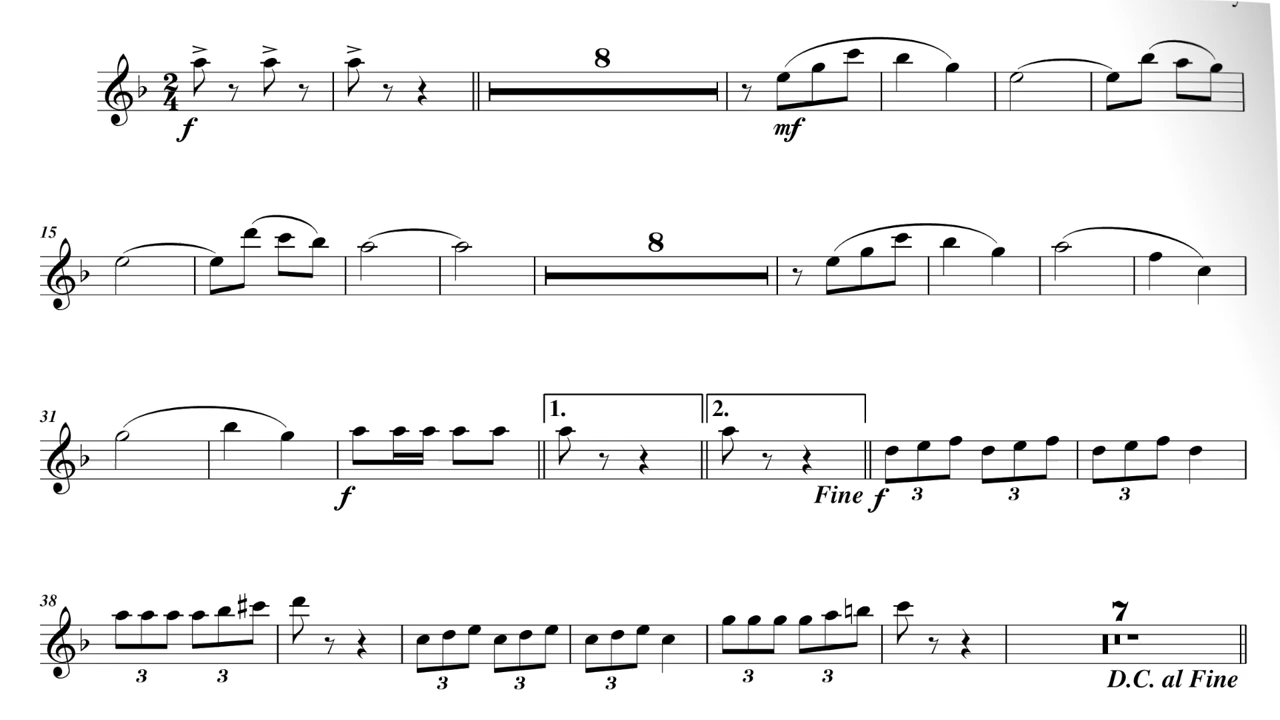 8
2
4
f
mf
15
8
31
1.
2.
f
Fine f
3 3 3
38
7
3 3 3 3 3 3 3
D.C. al Fine